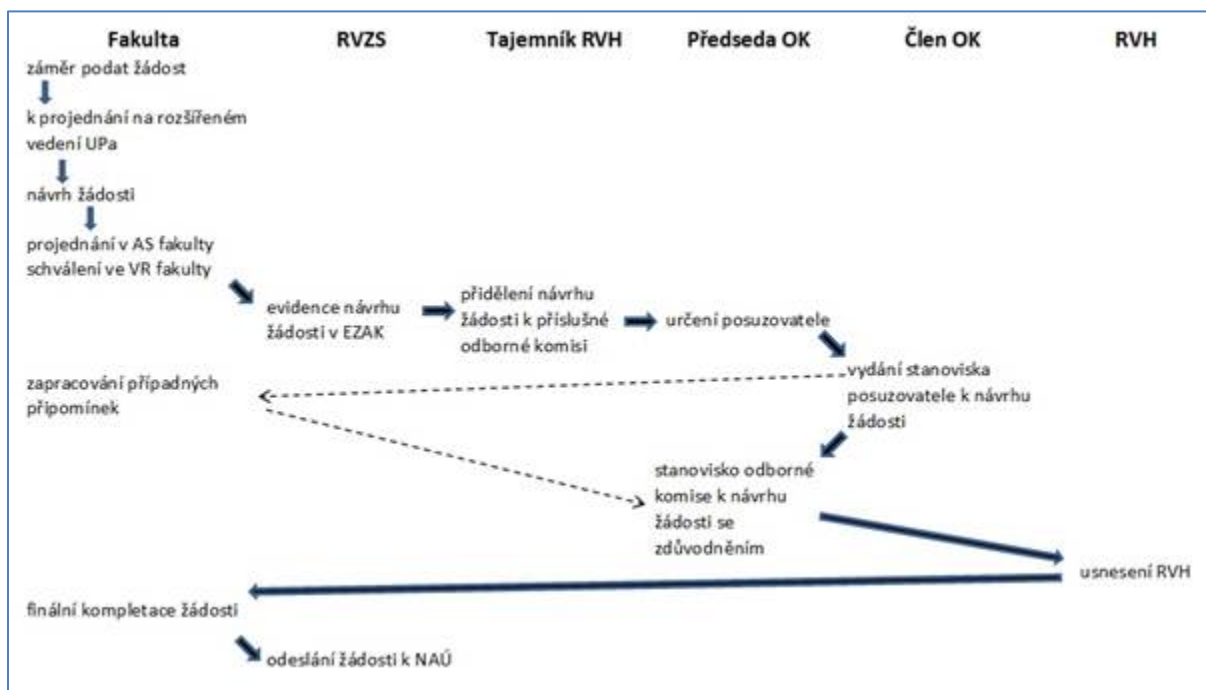 Fakulta RVZS Tajemník RVH Předseda OK Člen OK RVH
záměr podat žádost
k projednání na rozšířeném
vedení UPa
návrh žádosti
projednání v AS fakulty
schválení ve VR fakulty
evidence návrhu
žádosti v EZAK
přidělení návrhu
žádosti k příslušné
odborné komisi
určení posuzovatele
vydání stanoviska
posuzovatele k návrhu
žádosti
zapracování případných
připomínek
stanovisko odborné
komise k návrhu
žádosti se
zdůvodněním
usnesení RVH
finální kompletace žádosti
odeslání žádosti k NAÚ